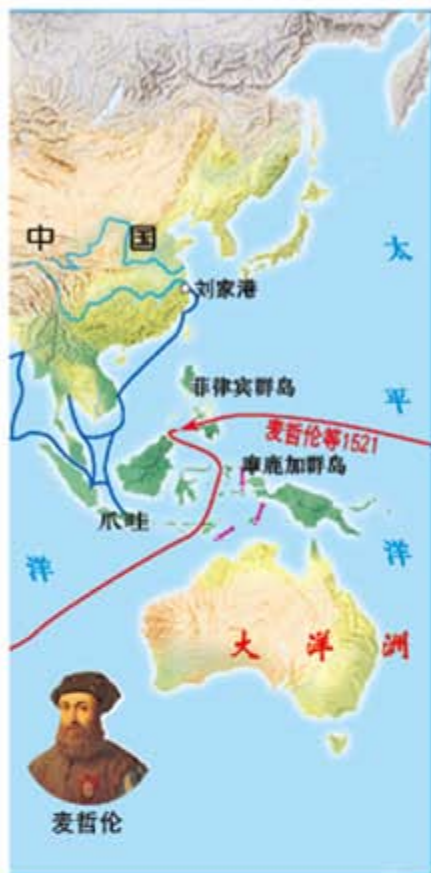 中国
刘家港
太平洋
菲律宾群岛
麦哲伦等1521
摩鹿加群岛
爪哇
洋
大洋洲
麦哲伦